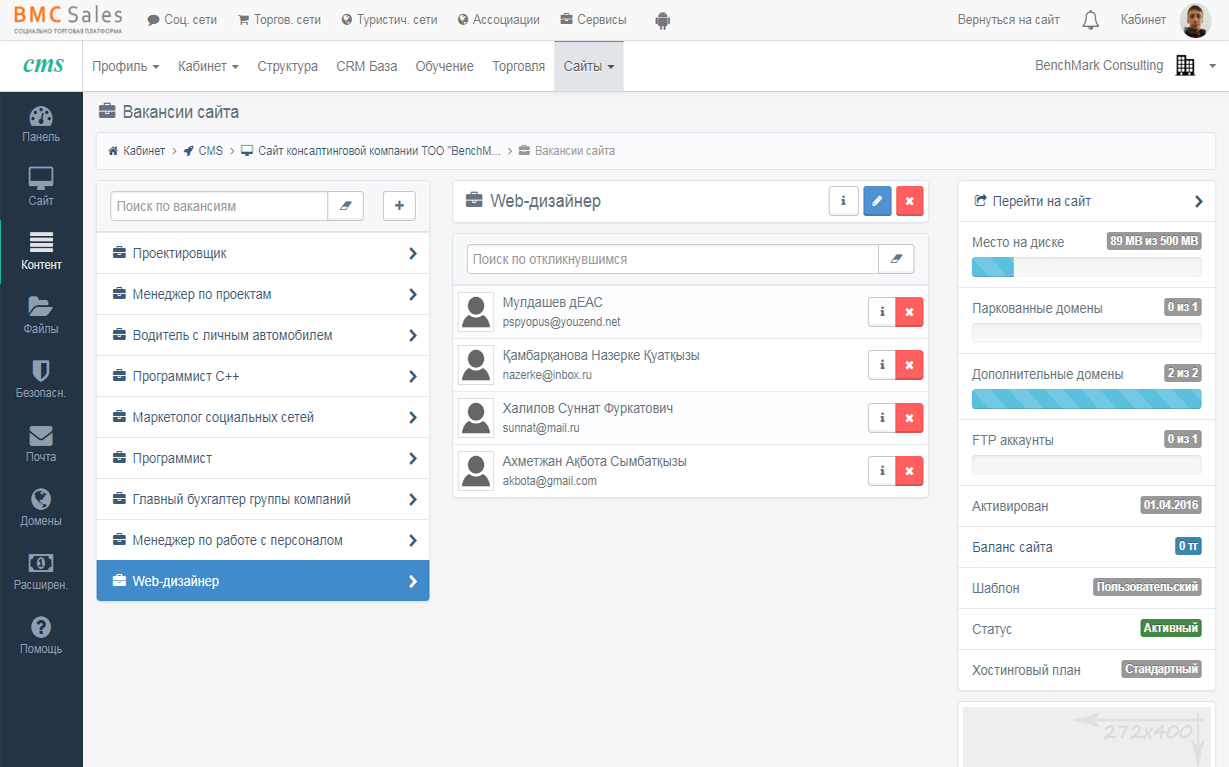 BMC Sales
СОЦИАЛЬНО ТОРГОВАЯ ПЛАТФОРМА
Соц. сети
Торгов. сети
Туристич. сети
Ассоциации
Сервисы
Вернуться на сайт
Кабинет
cms
Профиль
Кабинет
Структура
CRM База
Обучение
Торговля
Сайты
BenchMark Consulting
Панель
Сайт
Контент
Файлы
Безопасн.
Почта
Домены
Расширен.
Помощь
Вакансии сайта
Кабинет > CMS > Сайт консалтинговой компании ТОО "BenchM... > Вакансии сайта
Поиск по вакансиям
Проектировщик
Менеджер по проектам
Водитель с личным автомобилем
Программист C++
Маркетолог социальных сетей
Программист
Главный бухгалтер группы компаний
Менеджер по работе с персоналом
Web-дизайнер
Web-дизайнер
Поиск по откликнувшимся
Мулдашев дЕАС
pspyopus@youzend.net
Қамбарқанова Назерке Қуатқызы
nazerke@inbox.ru
Халилов Суннат Фуркатович
sunnat@mail.ru
Ахметжан Ақбота Сымбатқызы
akbota@gmail.com
Перейти на сайт
Место на диске 89 MB из 500 MB
Паркованные домены 0 из 1
Дополнительные домены 2 из 2
FTP аккаунты 0 из 1
Активирован 01.04.2016
Баланс сайта 0 тг
Шаблон Пользовательский
Статус Активный
Хостинговый план Стандартный
272x400